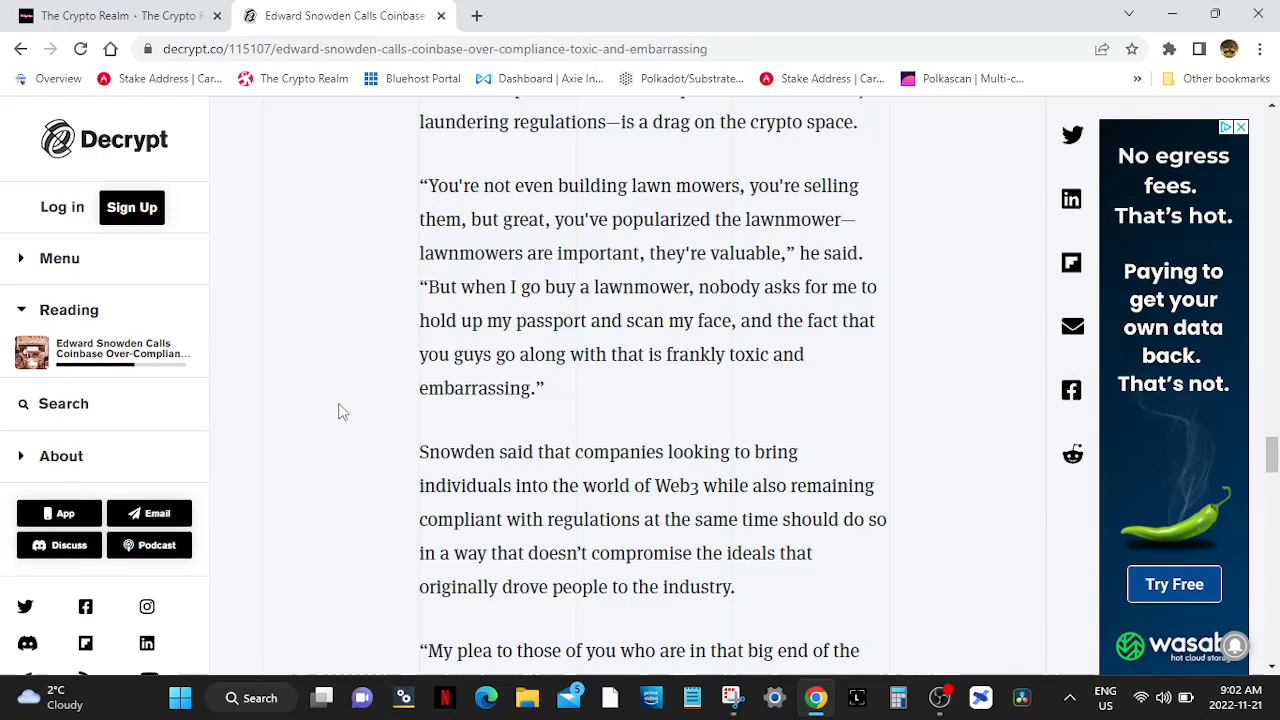 The Crypto Realm • The Crypto R
Edward Snowden Calls Coinbase
decrypt.co/115107/edward-snowden-calls-coinbase-over-compliance-toxic-and-embarrassing
Overview
Stake Address | Car...
The Crypto Realm
Bluehost Portal
Dashboard | Axie In...
Polkadot/Substrate...
Stake Address | Car...
Polkascan | Multi-c...
»
Other bookmarks
Decrypt
Log in
Sign Up
Menu
Reading
Edward Snowden Calls
Coinbase Over-Complian...
Search
About
App
Email
Discuss
Podcast
laundering regulations—is a drag on the crypto space.
“You're not even building lawn mowers, you're selling
them, but great, you've popularized the lawnmower—
lawnmowers are important, they're valuable,” he said.
“But when I go buy a lawnmower, nobody asks for me to
hold up my passport and scan my face, and the fact that
you guys go along with that is frankly toxic and
embarrassing.”
Snowden said that companies looking to bring
individuals into the world of Web3 while also remaining
compliant with regulations at the same time should do so
in a way that doesn’t compromise the ideals that
originally drove people to the industry.
“My plea to those of you who are in that big end of the
No egress
fees.
That’s hot.
Paying to
get your
own data
back.
That’s not.
Try Free
hot cloud storag
2°C
Cloudy
Search
5
prime
video
L
ENG
US
9:02 AM
2022-11-21